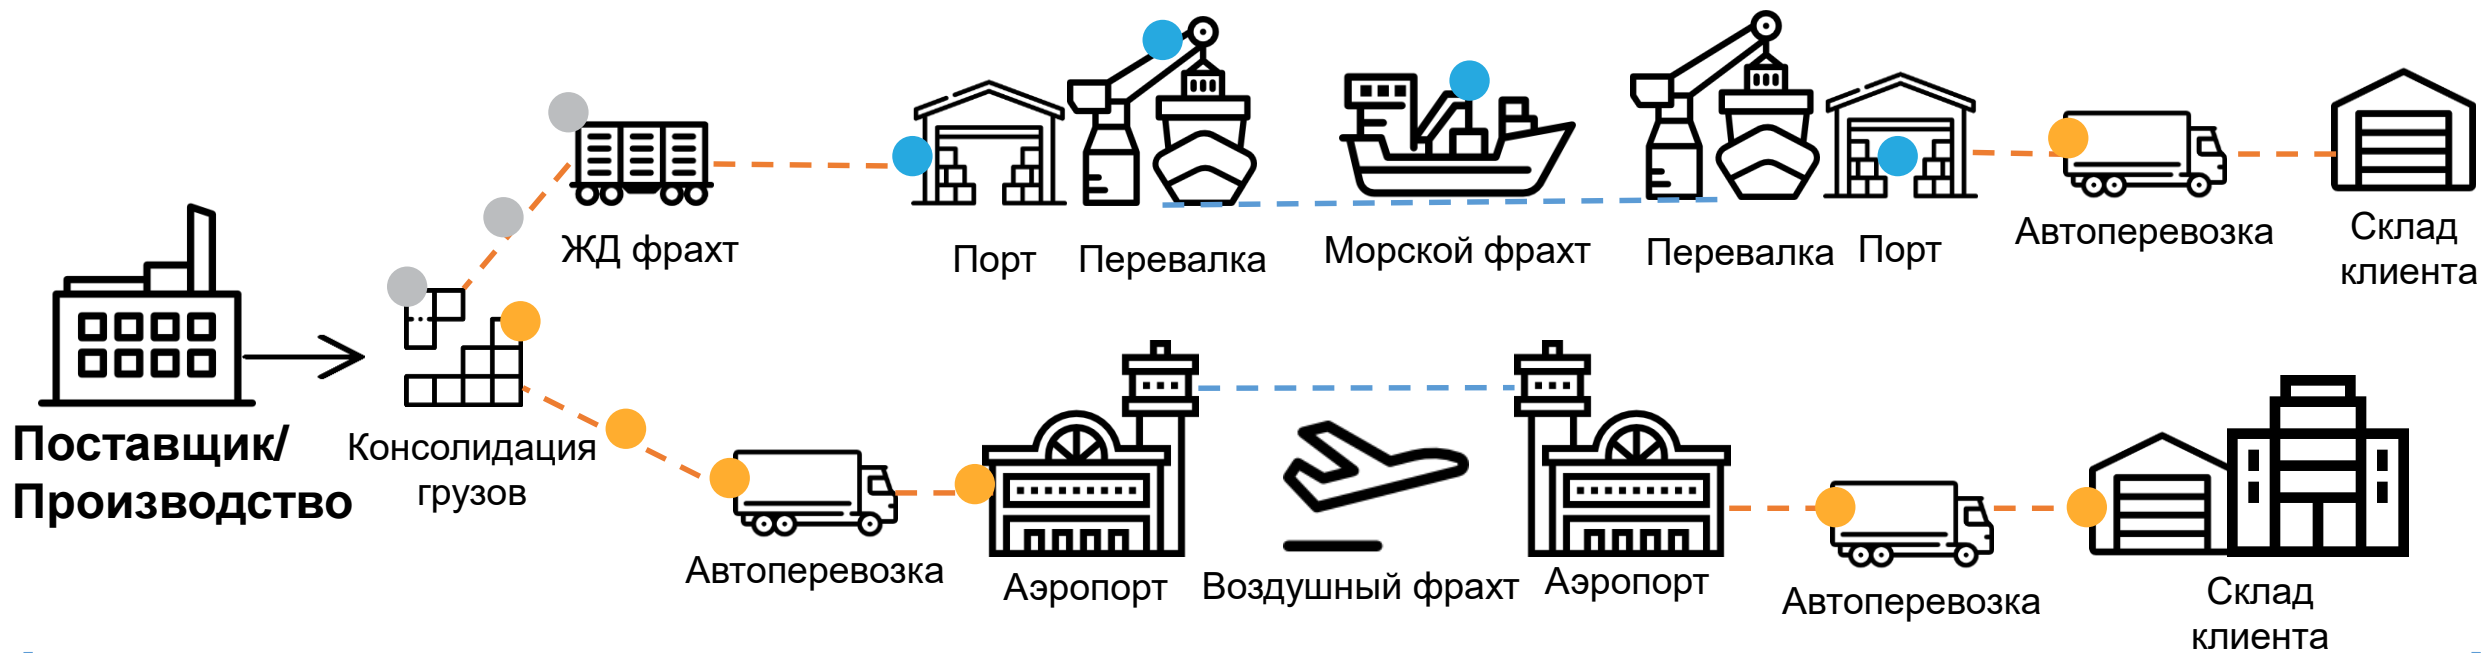 Поставщик/
Производство
Консолидация
грузов
ЖД фрахт
Порт
Перевалка
Морской фрахт
Перевалка
Порт
Автоперевозка
Склад
клиента
Автоперевозка
Аэропорт
Воздушный фрахт
Аэропорт
Автоперевозка
Склад
клиента